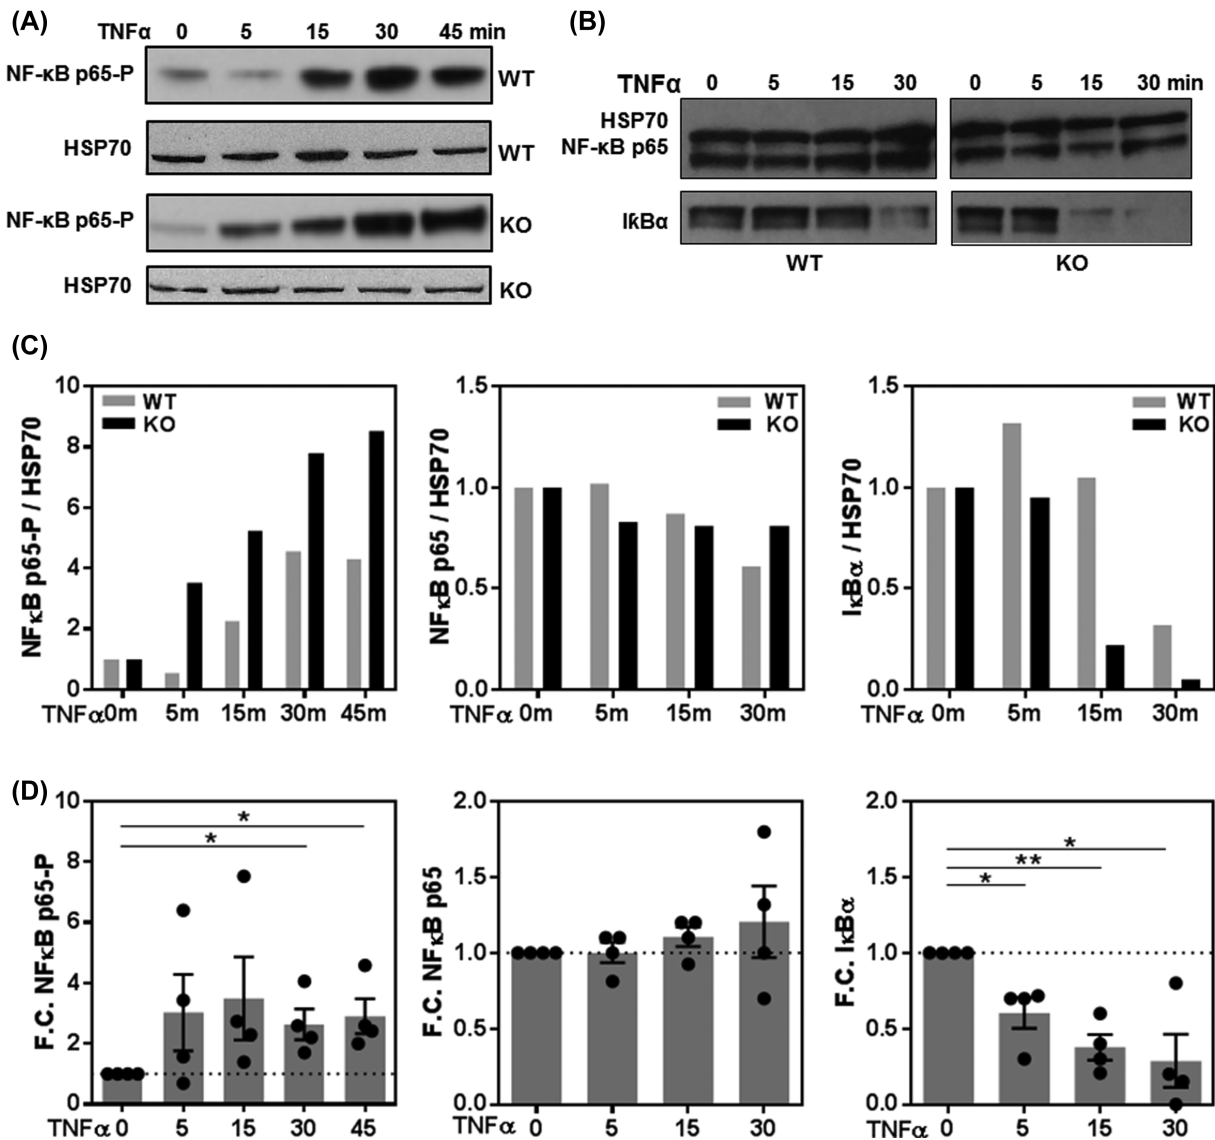 (A)
TNFα 0 5 15 30 45 min
NF-κB p65-P WT
HSP70 WT
NF-κB p65-P KO
HSP70 KO
(B)
TNFα 0 5 15 30 0 5 15 30 min
HSP70
NF-κB p65
IκBα
WT KO
(C)
NFκB p65-P / HSP70
10
8
6
4
2
0
WT
KO
TNFα 0m 5m 15m 30m 45m
NFκB p65 / HSP70
1.5
1.0
0.5
0.0
WT
KO
TNFα 0m 5m 15m 30m
IκBα / HSP70
1.5
1.0
0.5
0.0
WT
KO
TNFα 0m 5m 15m 30m
(D)
F.C. NFκB p65-P
10
8
6
4
2
0
*
*
TNFα 0 5 15 30 45
F.C. NFκB p65
2.0
1.5
1.0
0.5
0.0
TNFα 0 5 15 30
F.C. IκBα
2.0
1.5
1.0
0.5
0.0
*
**
*
TNFα 0 5 15 30